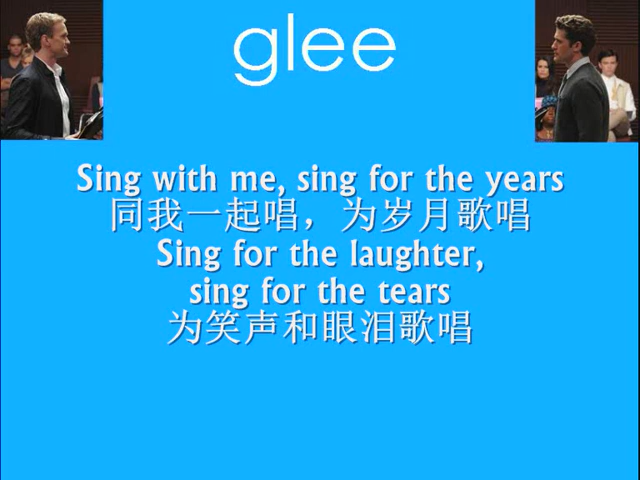 glee
Sing with me, sing for the years
同我一起唱，为岁月歌唱
Sing for the laughter,
sing for the tears
为笑声和眼泪歌唱